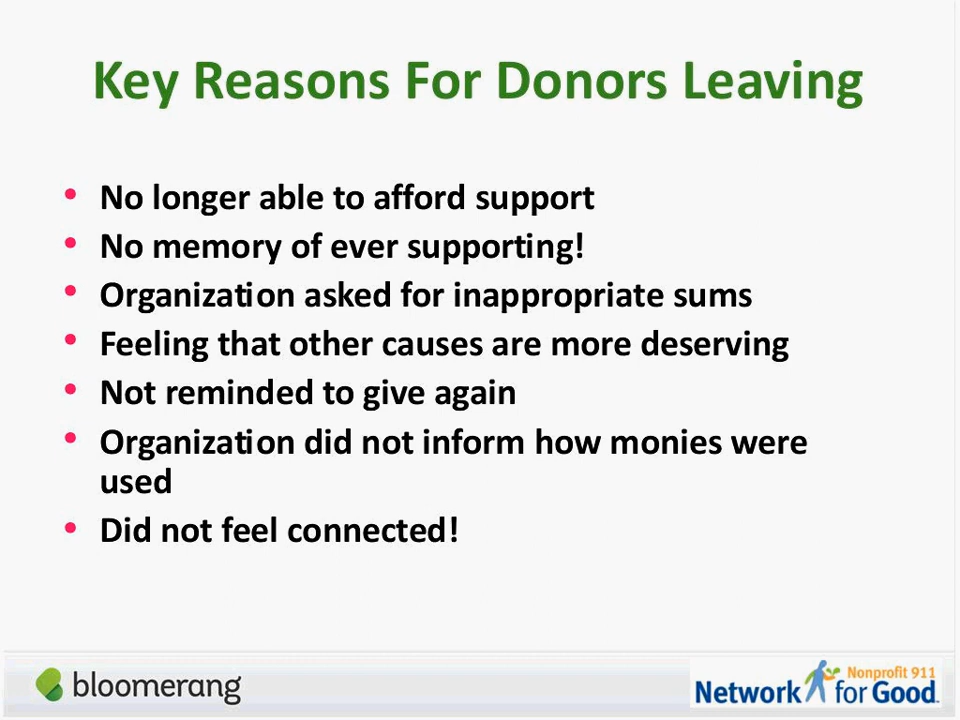 Key Reasons For Donors Leaving
• No longer able to afford support
• No memory of ever supporting!
• Organization asked for inappropriate sums
• Feeling that other causes are more deserving
• Not reminded to give again
• Organization did not inform how monies were
used
• Did not feel connected!
bloomerang
Nonprofit 911
Network for Good.